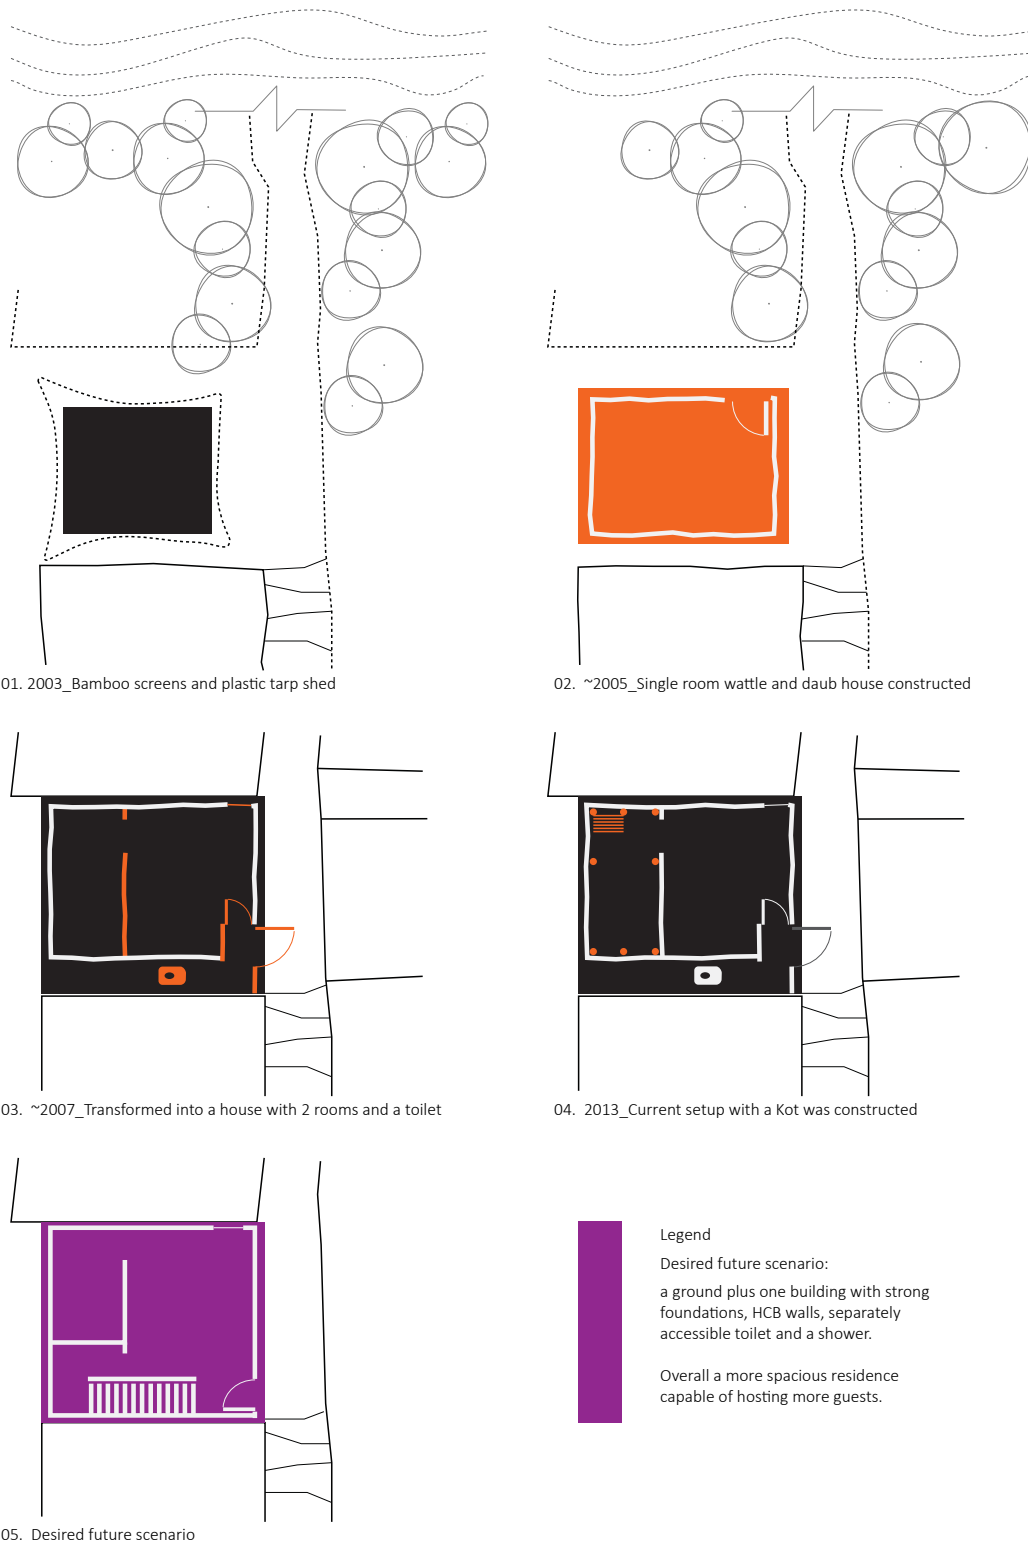 01. 2003_Bamboo screens and plastic tarp shed
02. ~2005_Single room wattle and daub house constructed
03. ~2007_Transformed into a house with 2 rooms and a toilet
04. 2013_Current setup with a Kot was constructed
05. Desired future scenario
Legend
Desired future scenario:
a ground plus one building with strong
foundations, HCB walls, separately
accessible toilet and a shower.
Overall a more spacious residence
capable of hosting more guests.